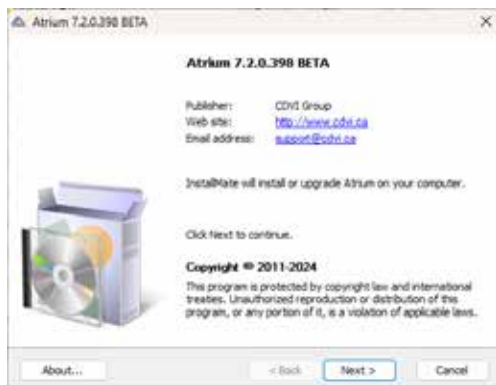 Atrium 7.2.0.398 BETA
Atrium 7.2.0.398 BETA
Publisher: CDVI Group
Web site: http://www.cdvi.ca
Email address: support@cdvi.ca
InstallMate will install or upgrade Atrium on your computer.
Click Next to continue.
Copyright © 2011-2024
This program is protected by copyright law and international
treaties. Unauthorized reproduction or distribution of this
program, or any portion of it, is a violation of applicable laws.
About... < Back Next > Cancel